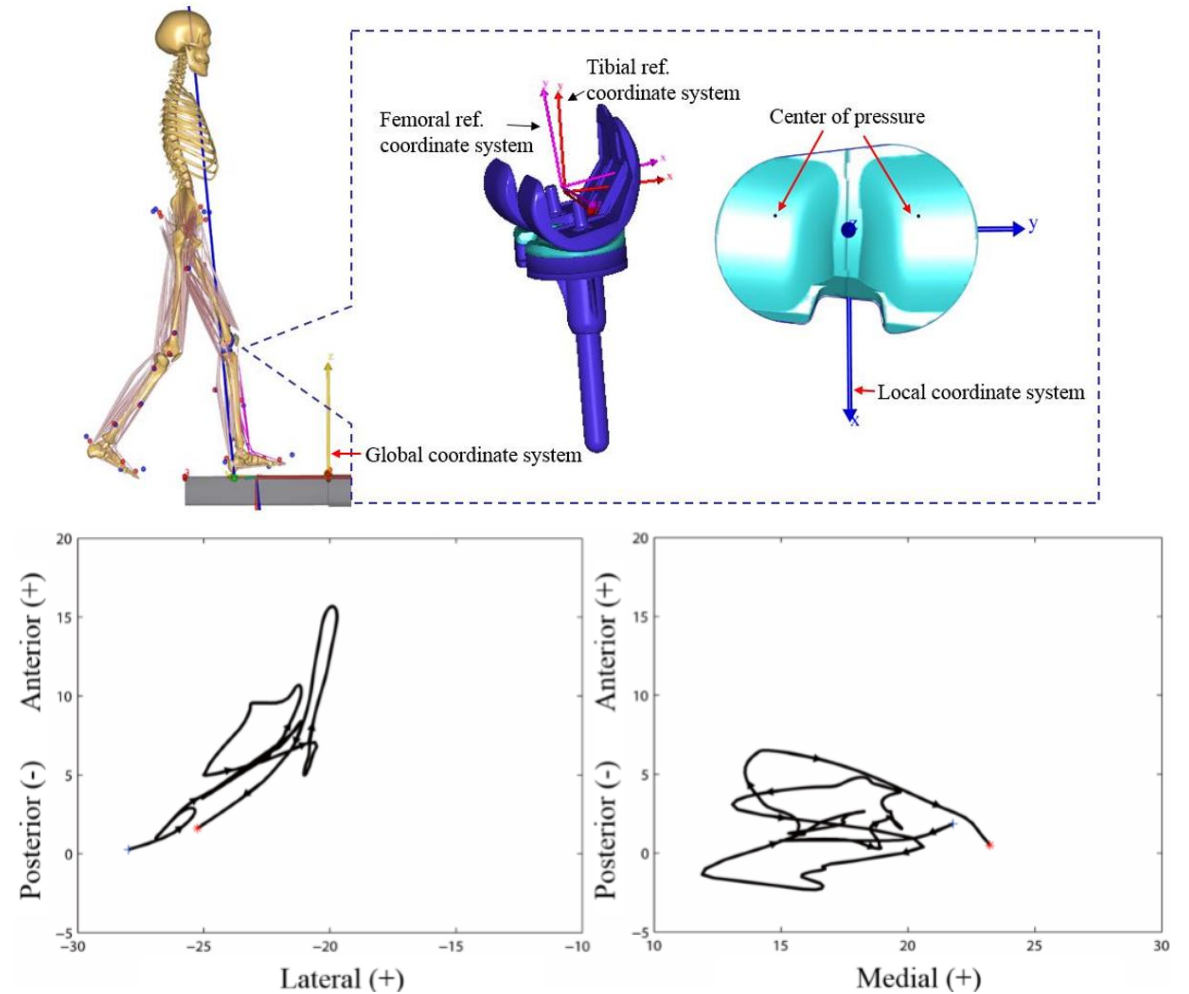 Tibial ref.
coordinate system
Femoral ref.
coordinate system
y
y
x
x
Center of pressure
y
x
Local coordinate system
z
Global coordinate system
20
15
10
5
0
−5
−30
−25
−20
−15
−10
Anterior (+)
Posterior (-)
Lateral (+)
20
15
10
5
0
−5
10
15
20
25
30
Anterior (+)
Posterior (-)
Medial (+)